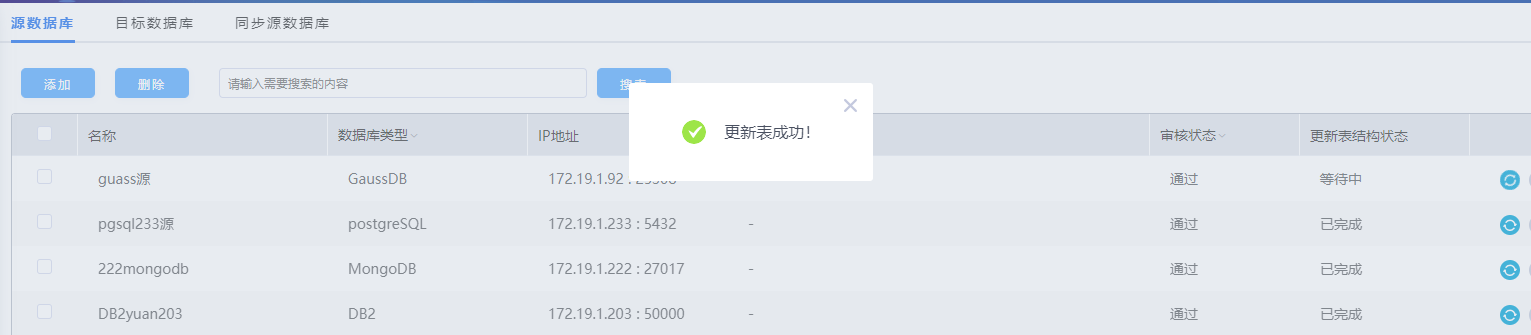 源数据库 目标数据库 同步源数据库
添加 删除 请输入需要搜索的内容
更新表成功!
名称 数据库类型 IP地址 审核状态 更新表结构状态
guass源 GaussDB 172.19.1.92 : 通过 等待中
pgsql233源 postgreSQL 172.19.1.233 : 5432 - 通过 已完成
222mongodb MongoDB 172.19.1.222 : 27017 - 通过 已完成
DB2yuan203 DB2 172.19.1.203 : 50000 - 通过 已完成